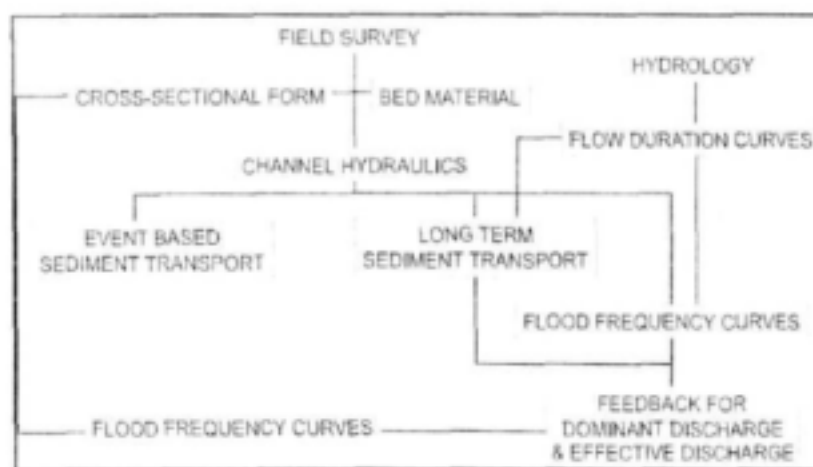 FIELD SURVEY
HYDROLOGY
CROSS-SECTIONAL FORM
BED MATERIAL
FLOW DURATION CURVES
CHANNEL HYDRAULICS
EVENT BASED
SEDIMENT TRANSPORT
LONG TERM
SEDIMENT TRANSPORT
FLOOD FREQUENCY CURVES
FEEDBACK FOR
DOMINANT DISCHARGE
& EFFECTIVE DISCHARGE
FLOOD FREQUENCY CURVES